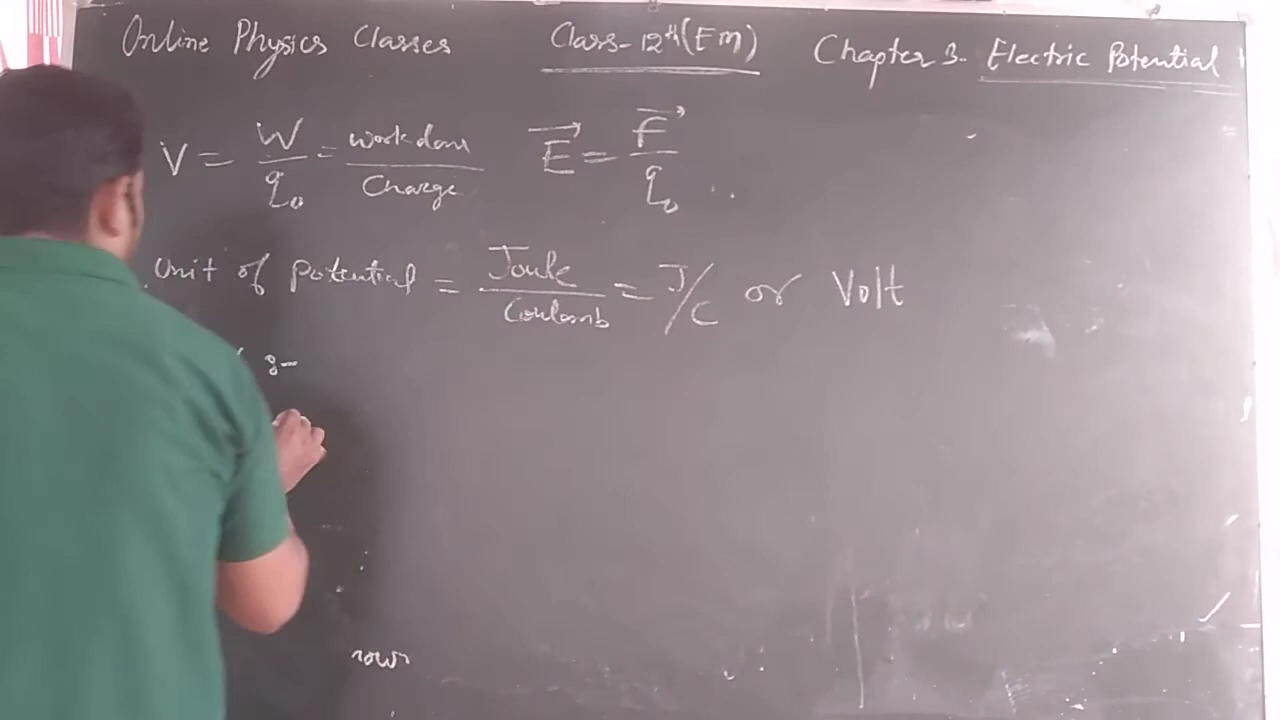 Online Physics Classes Class-12th(EM) Chapter 3. Electric Potential
V = W/q₀ = work done/Charge E⃗ = F⃗/q₀ ..
Unit of Potential = Joule/Coulomb = J/C or Volt